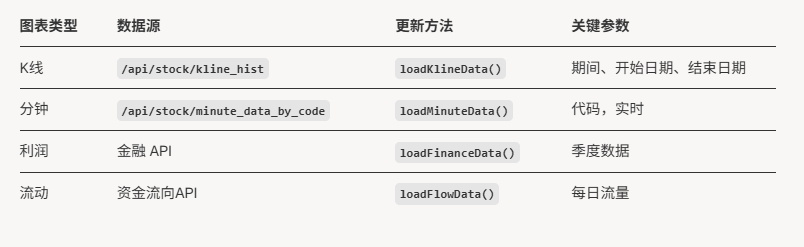 图表类型 数据源 更新方法 关键参数
K线 /api/stock/kline_hist loadKlineData() 期间、开始日期、结束日期
分钟 /api/stock/minute_data_by_code loadMinuteData() 代码，实时
利润 金融 API loadFinanceData() 季度数据
流动 资金流向API loadFlowData() 每日流量